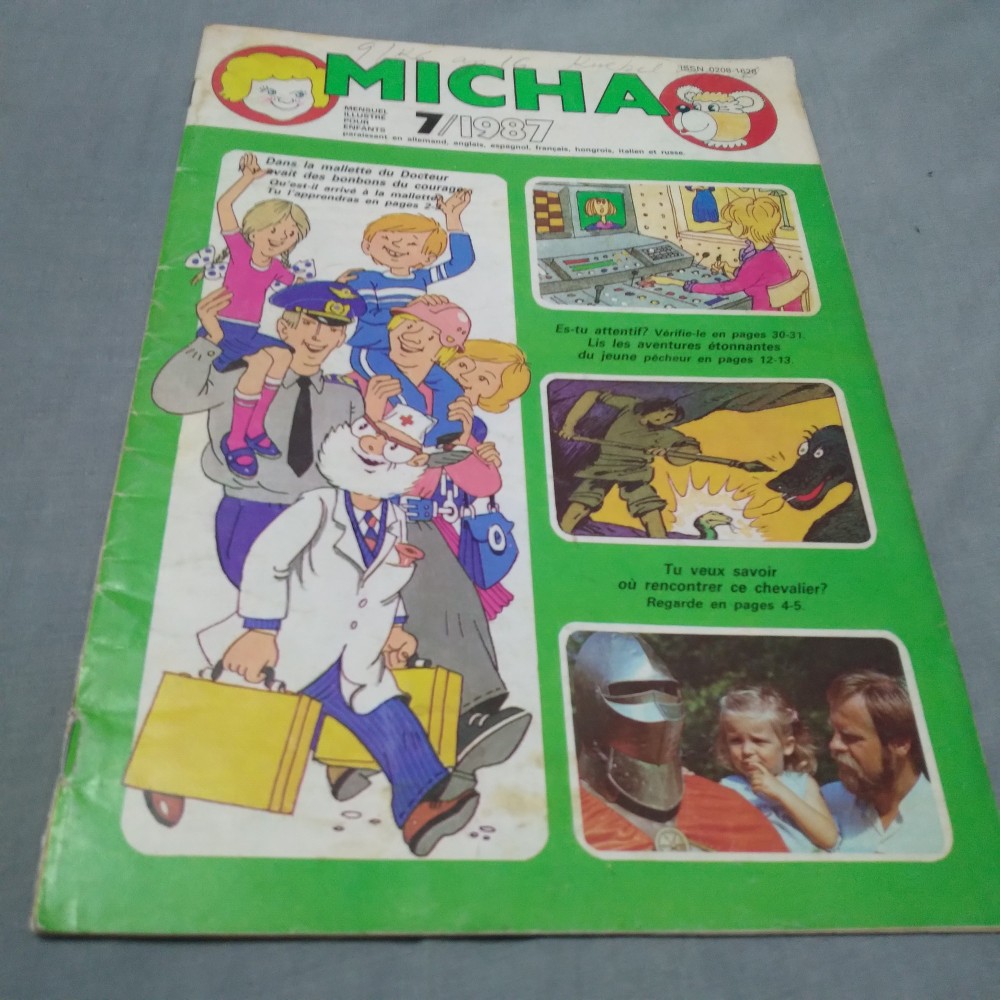 ISSN 0208-1626
MICHA
MENSUEL
ILLUSTRÉ
POUR
ENFANTS
7/1987
paraissant en allemand, anglais, espagnol, français, hongrois, italien et russe.
Dans la mallette du Docteur
avait des bonbons du courage.
Qu'est-il arrivé à la mallette?
Tu l'apprendras en pages 2-
Es-tu attentif? Vérifie-le en pages 30-31.
Lis les aventures étonnantes
du jeune pêcheur en pages 12-13.
Tu veux savoir
où rencontrer ce chevalier?
Regarde en pages 4-5.